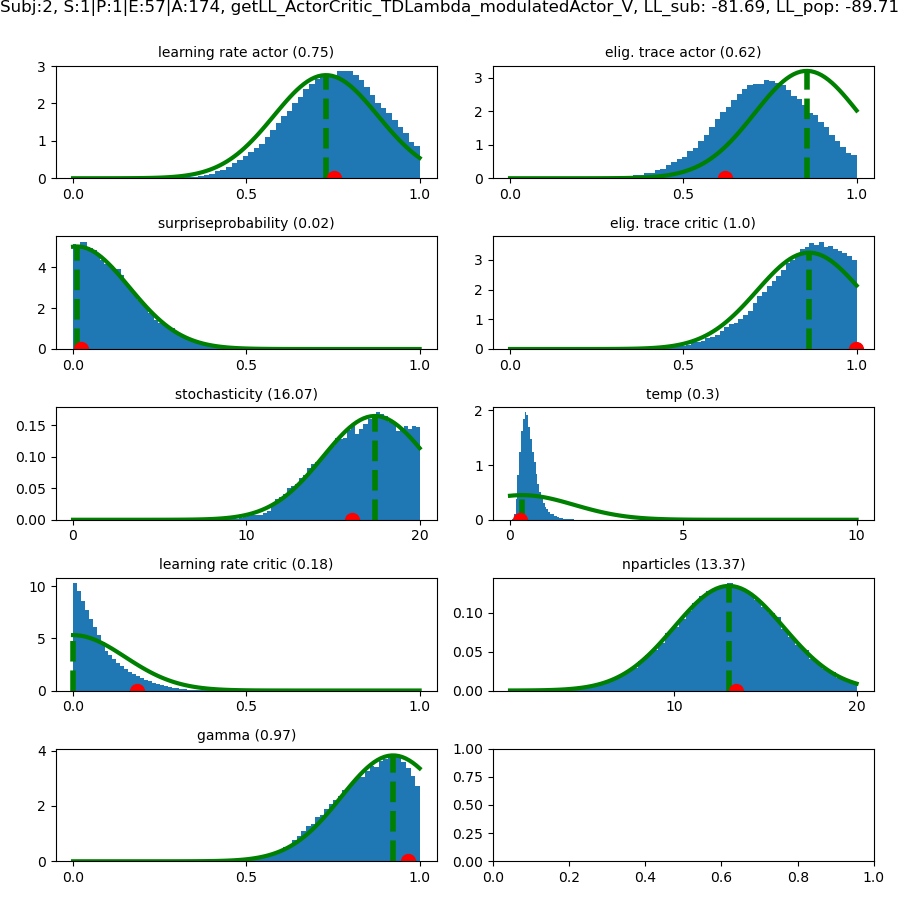 Subj:2, S:1|P:1|E:57|A:174, getLL_ActorCritic_TDLambda_modulatedActor_V, LL_sub: -81.69, LL_pop: -89.71
learning rate actor (0.75)
elig. trace actor (0.62)
3
2
1
0
0.0 0.5 1.0
3
2
1
0
0.0 0.5 1.0
surpriseprobability (0.02)
elig. trace critic (1.0)
4
2
0
0.0 0.5 1.0
3
2
1
0
0.0 0.5 1.0
stochasticity (16.07)
temp (0.3)
0.15
0.10
0.05
0.00
0 10 20
2
1
0
0 5 10
learning rate critic (0.18)
nparticles (13.37)
10
5
0
0.0 0.5 1.0
0.10
0.05
0.00
10 20
gamma (0.97)
4
2
0
0.0 0.5 1.0
1.00
0.75
0.50
0.25
0.00
0.0 0.2 0.4 0.6 0.8 1.0